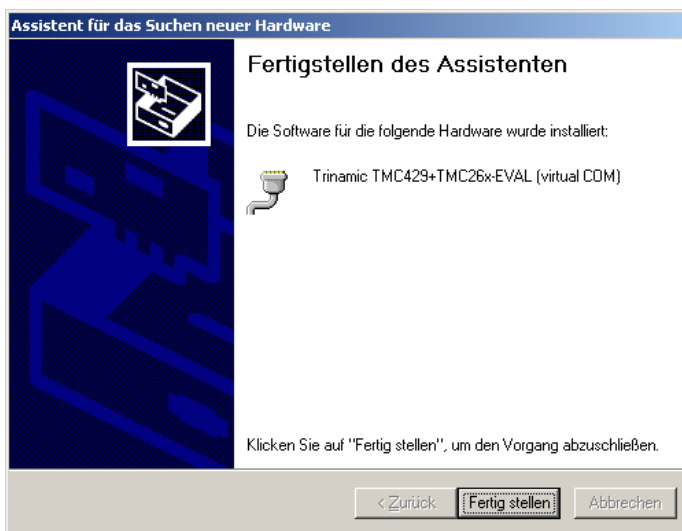 Assistent für das Suchen neuer Hardware
Fertigstellen des Assistenten
Die Software für die folgende Hardware wurde installiert:
Trinamic TMC429+TMC26x-EVAL (virtual COM)
Klicken Sie auf "Fertig stellen", um den Vorgang abzuschließen.
< Zurück Fertig stellen Abbrechen